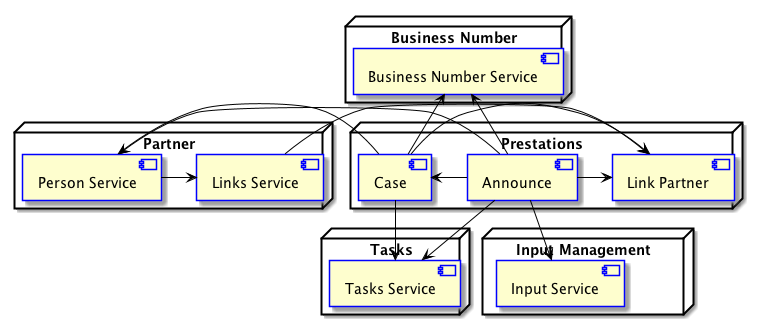 Business Number
Business Number Service
Partner
Prestations
Person Service
Links Service
Case
Announce
Link Partner
Tasks
Input Management
Tasks Service
Input Service